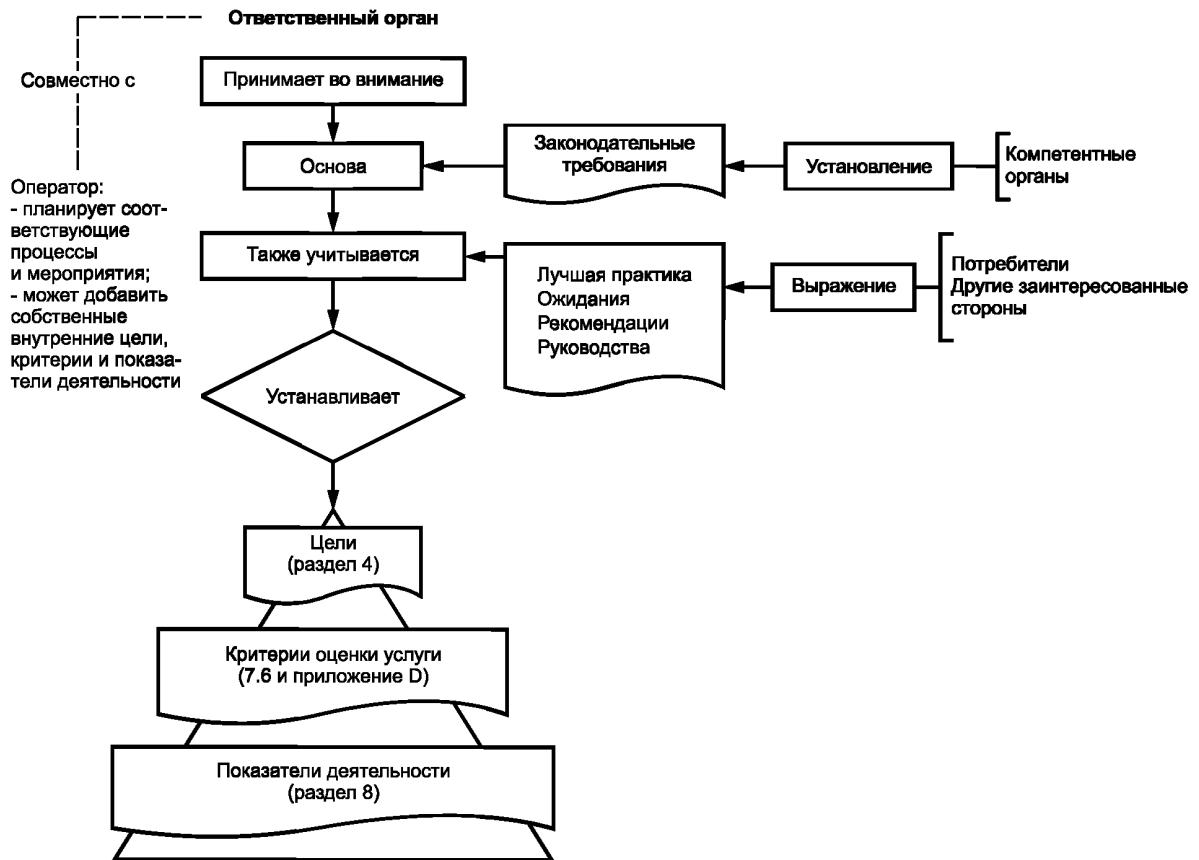 Ответственный орган
Совместно с
Принимает во внимание
Основа
Законодательные
требования
Установление
Компетентные
органы
Оператор:
- планирует соот-
ветствующие
процессы
и мероприятия;
- может добавить
собственные
внутренние цели,
критерии и показа-
тели деятельности
Также учитывается
Лучшая практика
Ожидания
Рекомендации
Руководства
Выражение
Потребители
Другие заинтересованные
стороны
Устанавливает
Цели
(раздел 4)
Критерии оценки услуги
(7.6 и приложение D)
Показатели деятельности
(раздел 8)